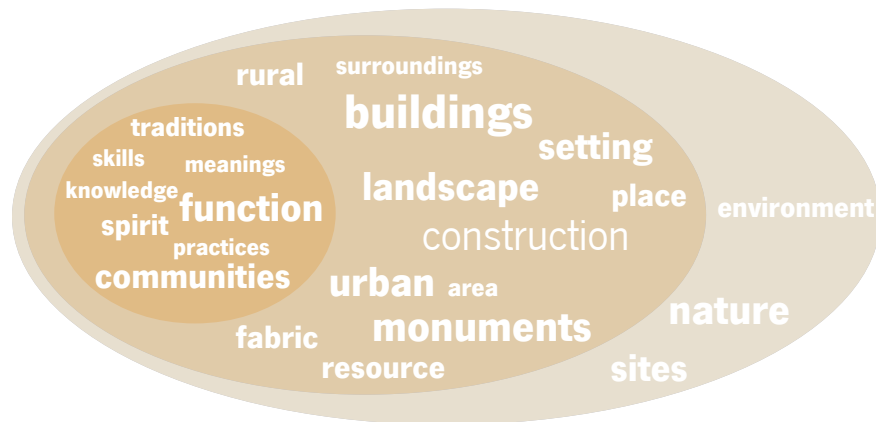 rural
surroundings
buildings
traditions
setting
skills
meanings
knowledge
landscape
place
function
environment
spirit
construction
practices
communities
urban
area
nature
monuments
fabric
resource
sites